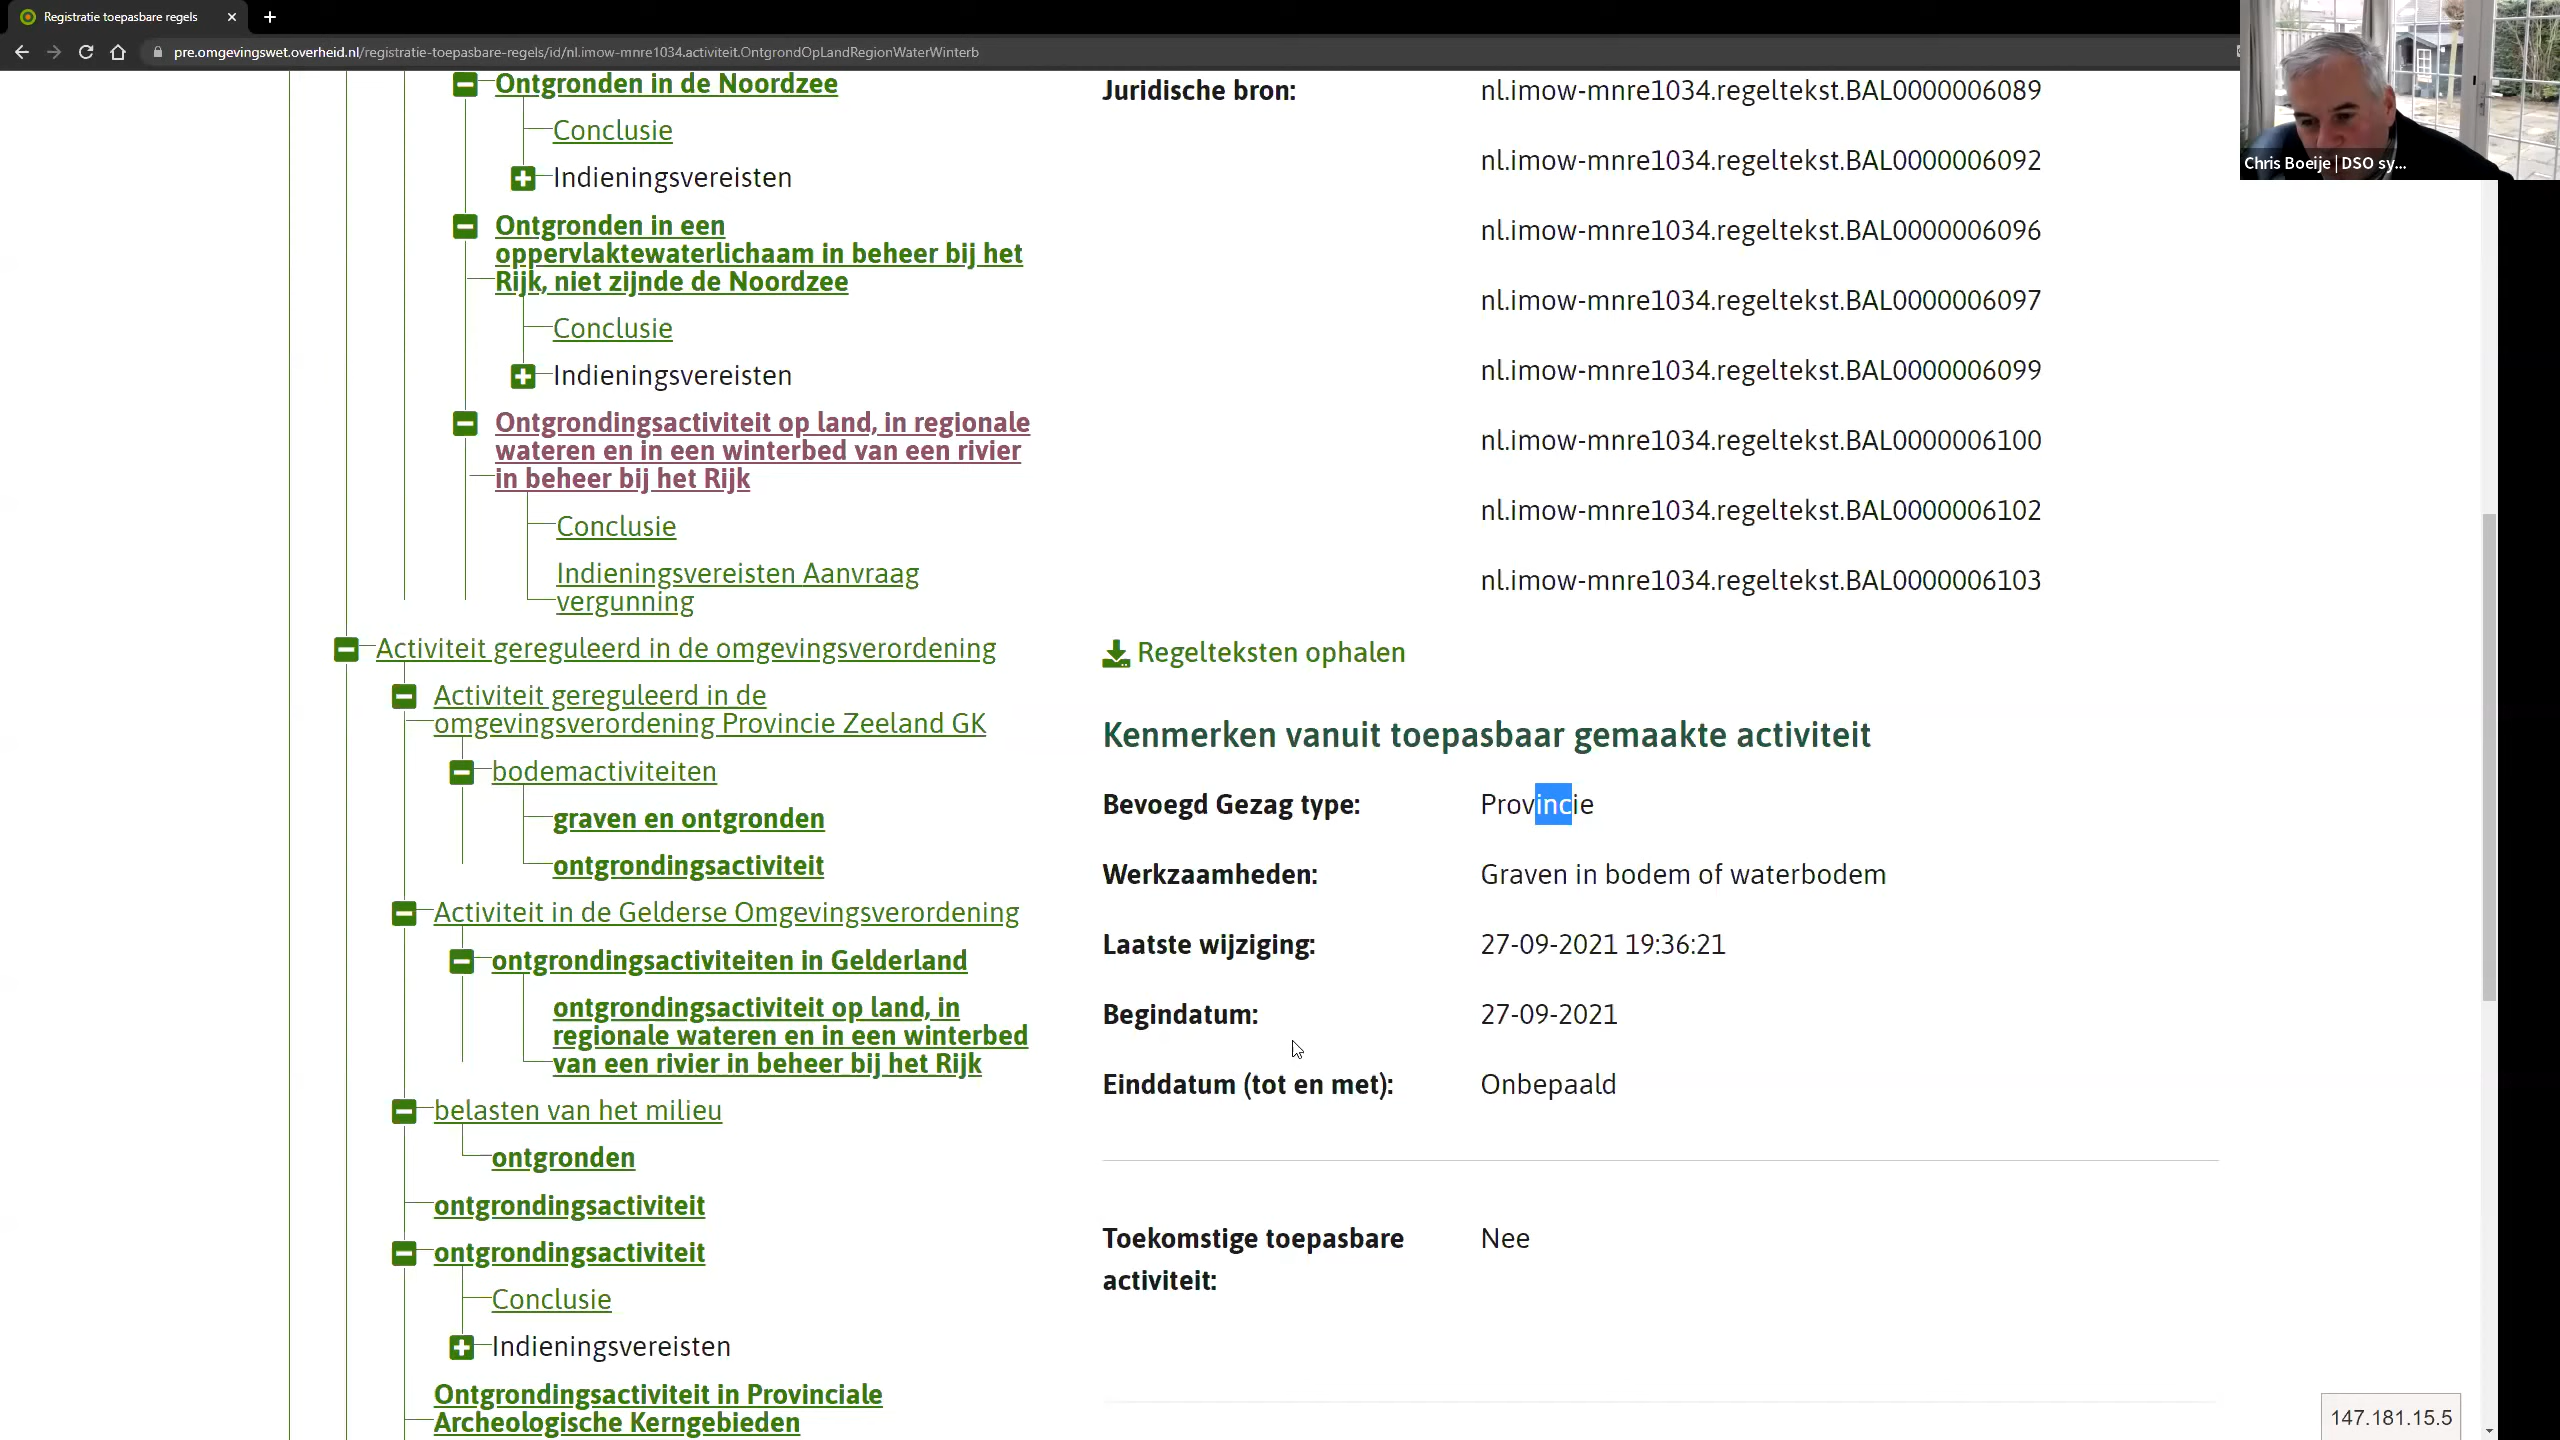 Registratie toepasbare regels
pre.omgevingswet.overheid.nl/registratie-toepasbare-regels/id/nl.imow-mnre1034.activiteit.OntgrondOpLandRegionWaterWinterb
Chris Boeije | DSO sy...
Ontgronden in de Noordzee
Conclusie
Indieningsvereisten
Ontgronden in een
oppervlaktewaterlichaam in beheer bij het
Rijk, niet zijnde de Noordzee
Conclusie
Indieningsvereisten
Ontgrondingsactiviteit op land, in regionale
wateren en in een winterbed van een rivier
in beheer bij het Rijk
Conclusie
Indieningsvereisten Aanvraag
vergunning
Activiteit gereguleerd in de omgevingsverordening
Activiteit gereguleerd in de
omgevingsverordening Provincie Zeeland GK
bodemactiviteiten
graven en ontgronden
ontgrondingsactiviteit
Activiteit in de Gelderse Omgevingsverordening
ontgrondingsactiviteiten in Gelderland
ontgrondingsactiviteit op land, in
regionale wateren en in een winterbed
van een rivier in beheer bij het Rijk
belasten van het milieu
ontgronden
ontgrondingsactiviteit
ontgrondingsactiviteit
Conclusie
Indieningsvereisten
Ontgrondingsactiviteit in Provinciale
Archeologische Kerngebieden
Juridische bron: nl.imow-mnre1034.regeltekst.BAL0000006089
nl.imow-mnre1034.regeltekst.BAL0000006092
nl.imow-mnre1034.regeltekst.BAL0000006096
nl.imow-mnre1034.regeltekst.BAL0000006097
nl.imow-mnre1034.regeltekst.BAL0000006099
nl.imow-mnre1034.regeltekst.BAL0000006100
nl.imow-mnre1034.regeltekst.BAL0000006102
nl.imow-mnre1034.regeltekst.BAL0000006103
Regelteksten ophalen
Kenmerken vanuit toepasbaar gemaakte activiteit
Bevoegd Gezag type: Provincie
Werkzaamheden: Graven in bodem of waterbodem
Laatste wijziging: 27-09-2021 19:36:21
Begindatum: 27-09-2021
Einddatum (tot en met): Onbepaald
Toekomstige toepasbare Nee
activiteit:
147.181.15.5